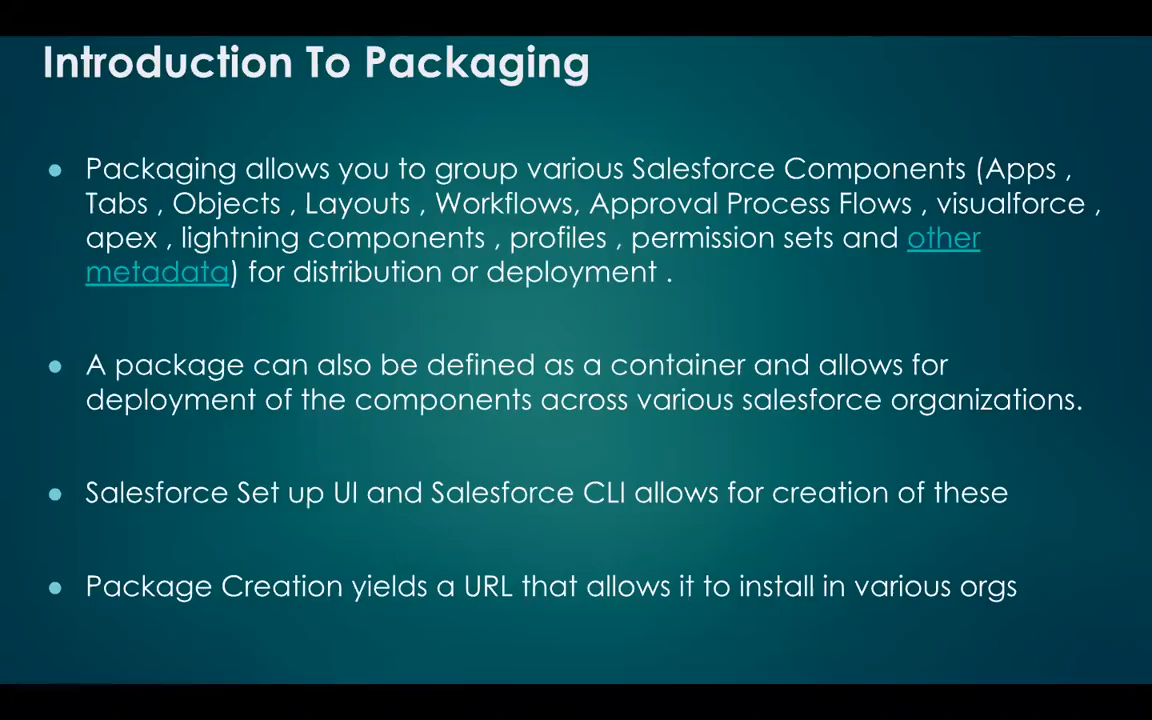 Introduction To Packaging
● Packaging allows you to group various Salesforce Components (Apps ,
Tabs , Objects , Layouts , Workflows, Approval Process Flows , visualforce ,
apex , lightning components , profiles , permission sets and other
metadata) for distribution or deployment .
● A package can also be defined as a container and allows for
deployment of the components across various salesforce organizations.
● Salesforce Set up UI and Salesforce CLI allows for creation of these
● Package Creation yields a URL that allows it to install in various orgs